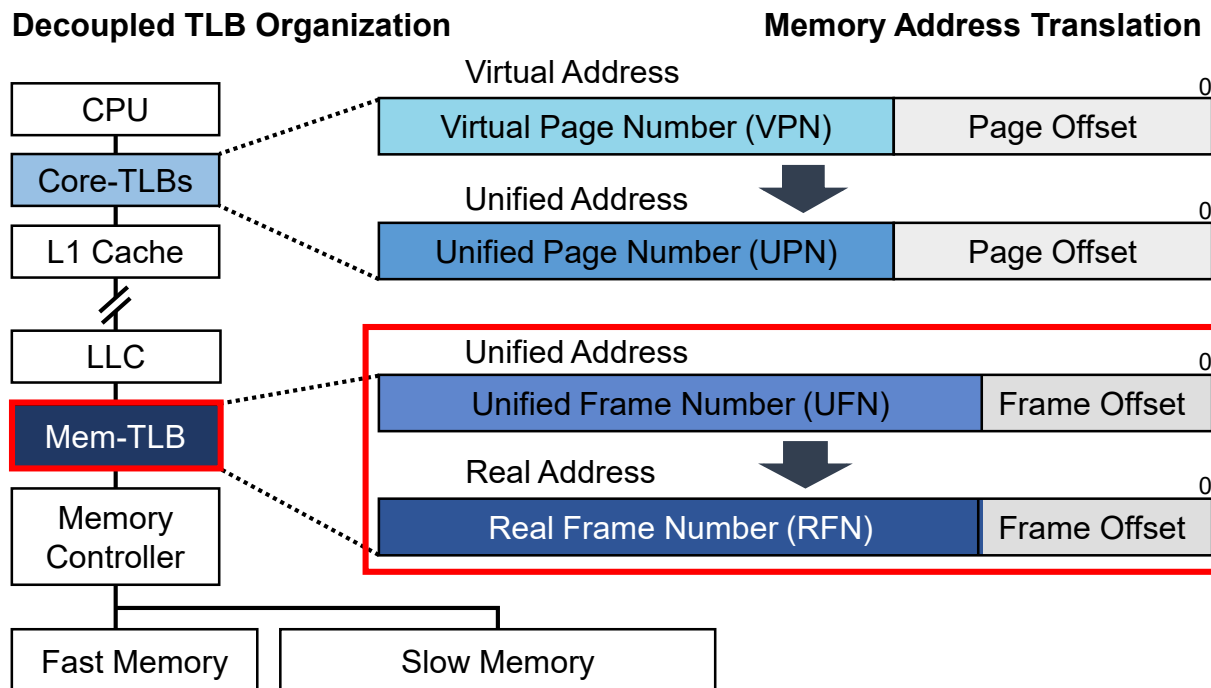 Decoupled TLB Organization
Memory Address Translation
CPU
Core-TLBs
L1 Cache
LLC
Mem-TLB
Memory
Controller
Fast Memory
Slow Memory
Virtual Address
0
Virtual Page Number (VPN)
Page Offset
Unified Address
0
Unified Page Number (UPN)
Page Offset
Unified Address
0
Unified Frame Number (UFN)
Frame Offset
Real Address
0
Real Frame Number (RFN)
Frame Offset